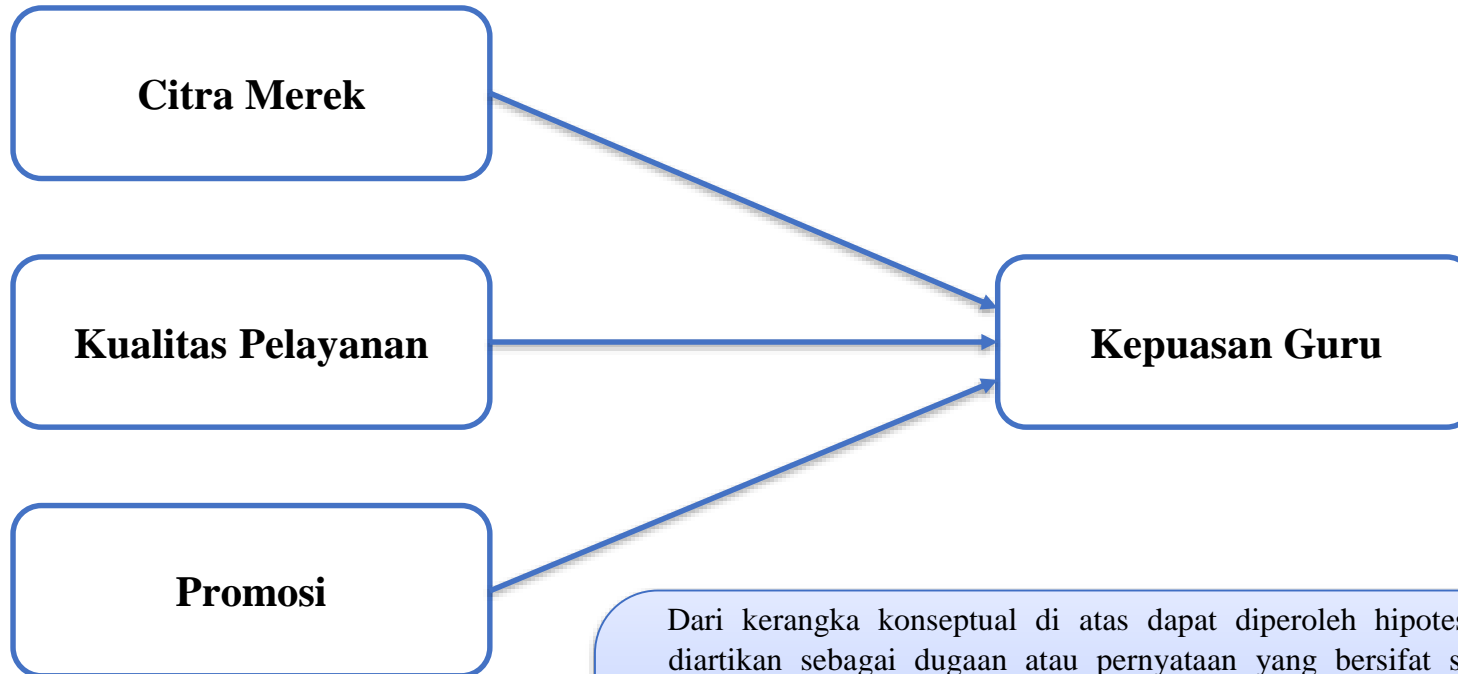 Citra Merek
Kualitas Pelayanan
Kepuasan Guru
Promosi
Dari kerangka konseptual di atas dapat diperoleh
diartikan sebagai dugaan atau pernyataan yang bersifat